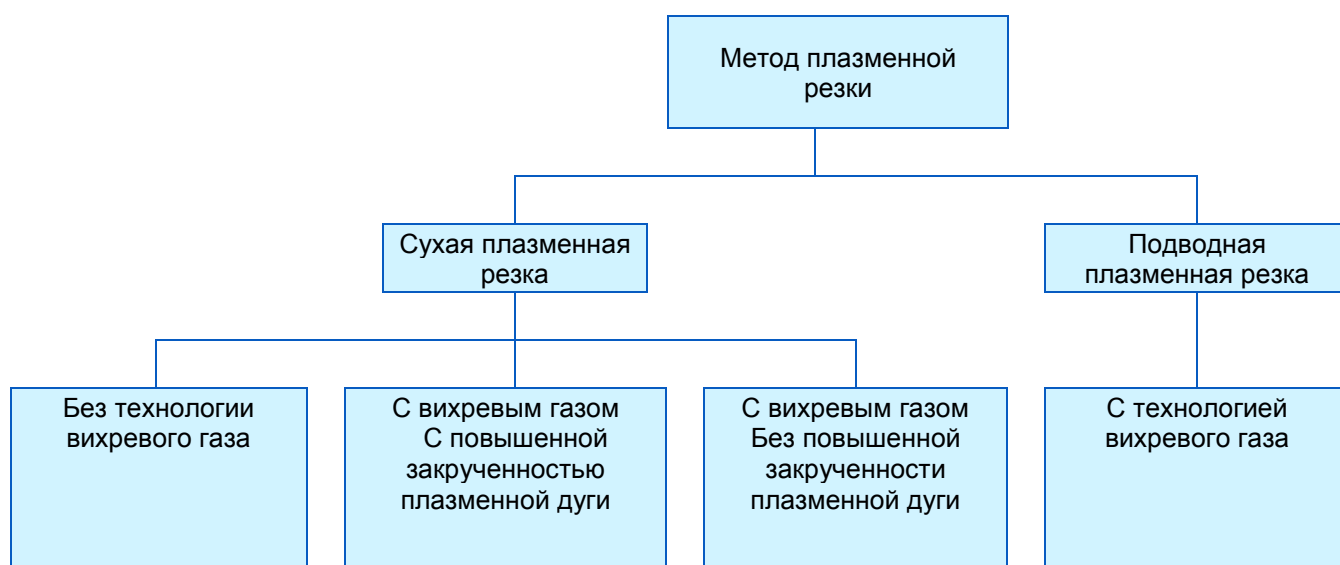 Метод плазменной
резки
Сухая плазменная
резка
Подводная
плазменная резка
Без технологии
вихревого газа
С вихревым газом
С повышенной
закрученностью
плазменной дуги
С вихревым газом
Без повышенной
закрученности
плазменной дуги
С технологией
вихревого газа